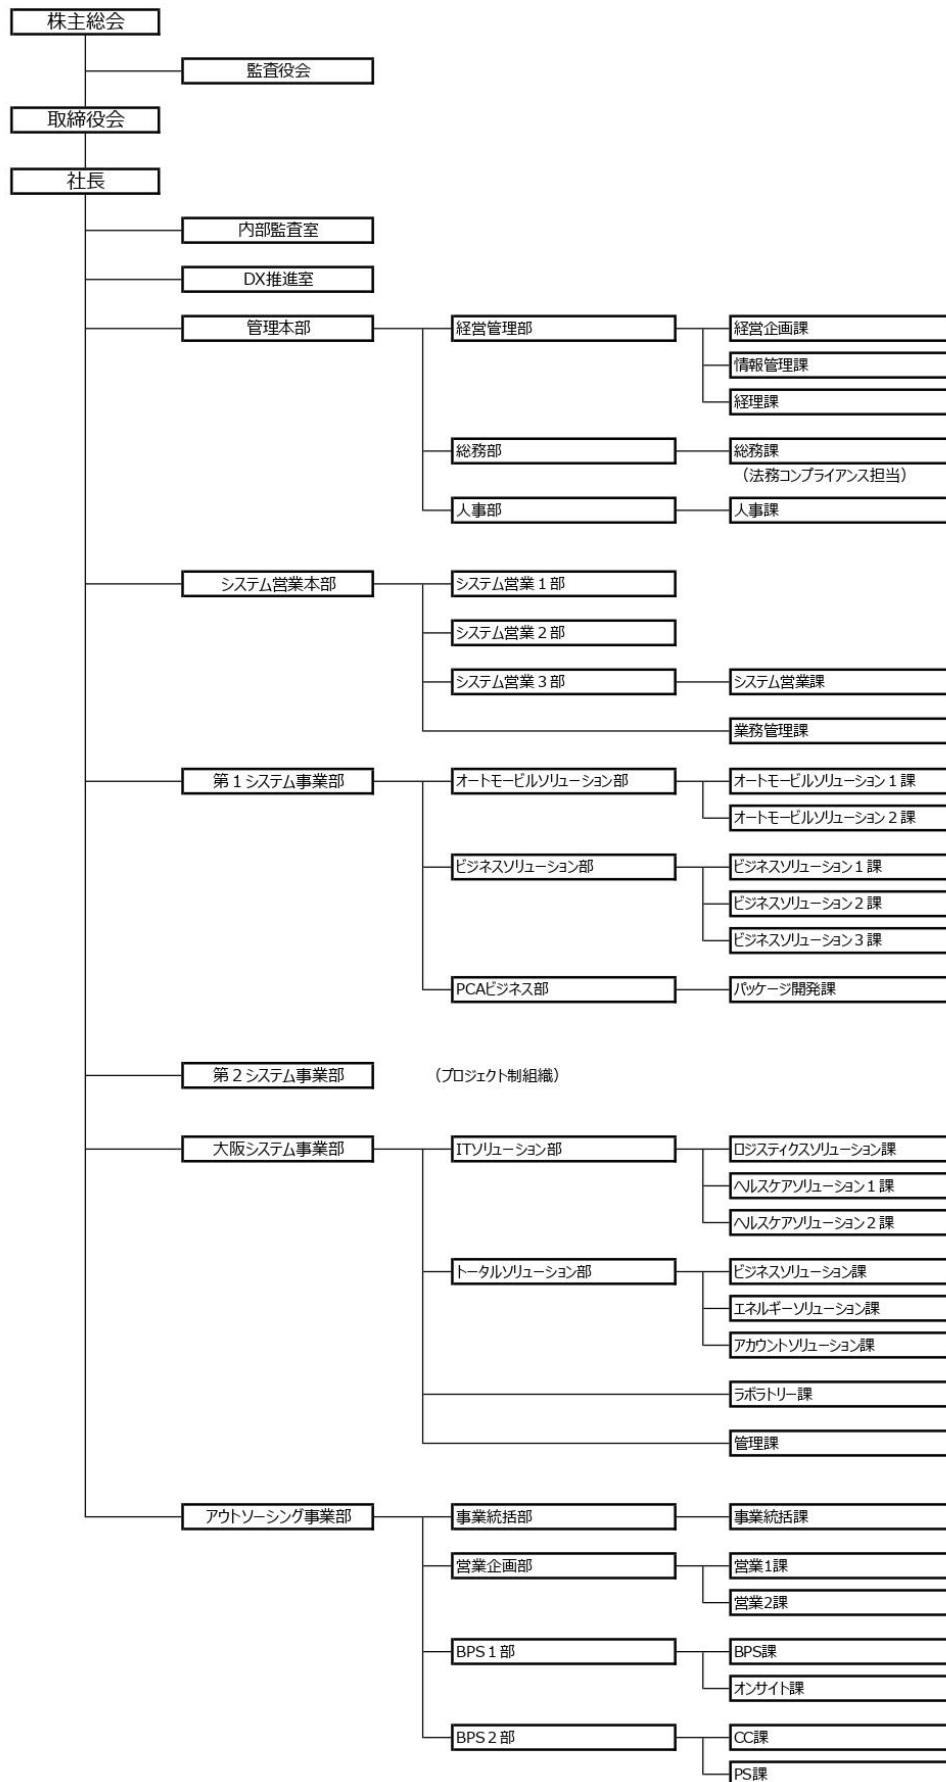 株主総会
監査役会
取締役会
社長
内部監査室
DX推進室
管理本部
経営管理部
経営企画課
情報管理課
経理課
総務部
総務課
（法務コンプライアンス担当）
人事部
人事課
システム営業本部
システム営業１部
システム営業２部
システム営業３部
システム営業課
業務管理課
第１システム事業部
オートモービルソリューション部
オートモービルソリューション１課
オートモービルソリューション２課
ビジネスソリューション部
ビジネスソリューション１課
ビジネスソリューション２課
ビジネスソリューション３課
PCAビジネス部
パッケージ開発課
第２システム事業部
（プロジェクト制組織）
大阪システム事業部
ITソリューション部
ロジスティクスソリューション課
ヘルスケアソリューション１課
ヘルスケアソリューション２課
トータルソリューション部
ビジネスソリューション課
エネルギーソリューション課
アカウントソリューション課
ラボラトリー課
管理課
アウトソーシング事業部
事業統括部
事業統括課
営業企画部
営業1課
営業2課
BPS１部
BPS課
オンサイト課
BPS２部
CC課
PS課